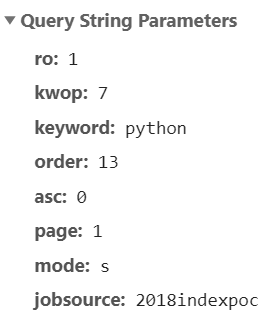 Query String Parameters
ro: 1
kwop: 7
keyword: python
order: 13
asc: 0
page: 1
mode: s
jobsource: 2018indexpoc